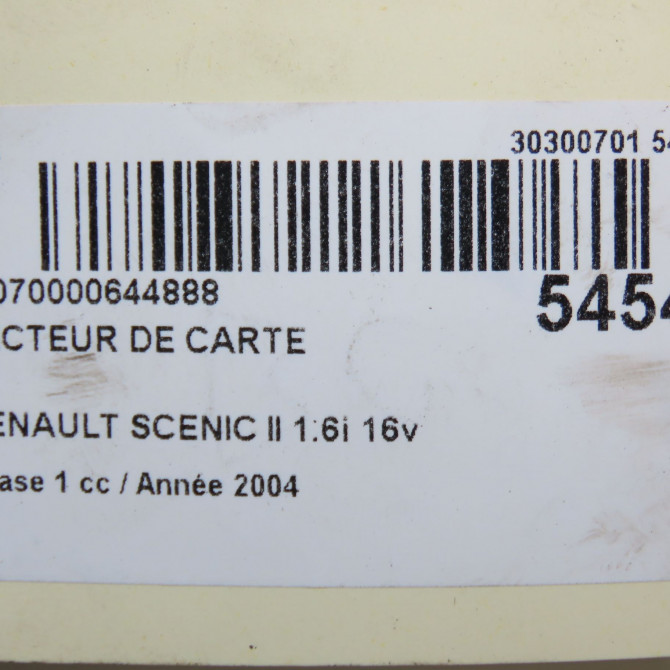 30300701 54
070000644888
5454
CTEUR DE CARTE
ENAULT SCENIC II 1.6i 16v
ase 1 cc / Année 2004